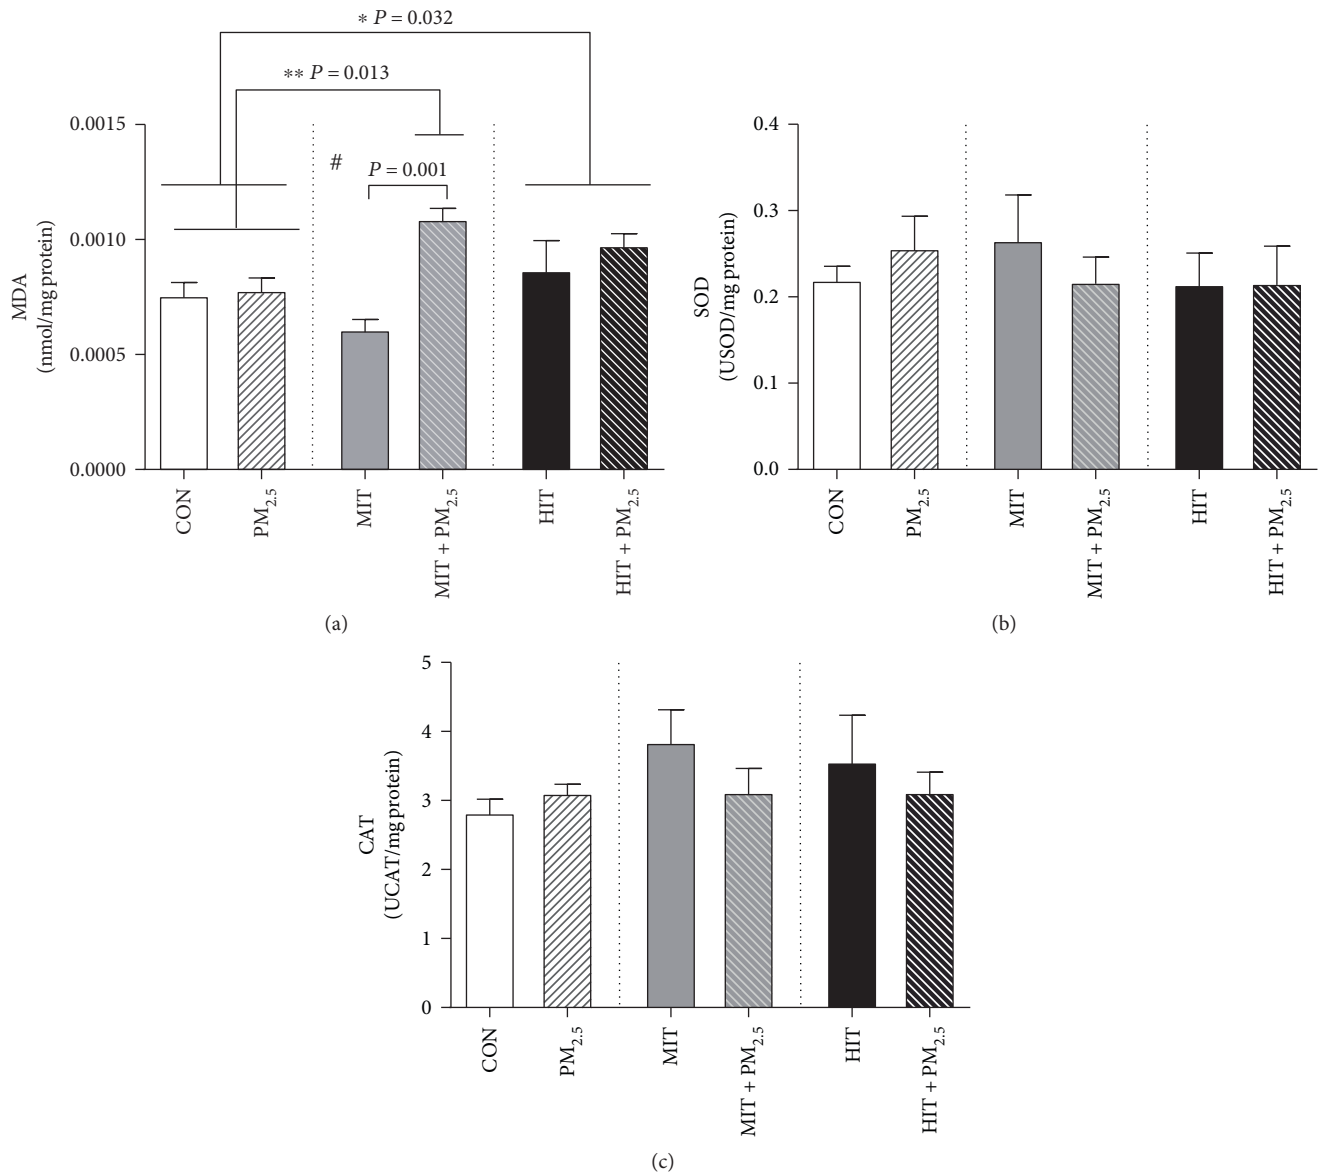 * P = 0.032
** P = 0.013
#
P = 0.001
MDA
(nmol/mg protein)
0.0015
0.0010
0.0005
0.0000
CON
PM2.5
MIT
MIT + PM2.5
HIT
HIT + PM2.5
(a)
SOD
(USOD/mg protein)
0.4
0.3
0.2
0.1
0.0
CON
PM2.5
MIT
MIT + PM2.5
HIT
HIT + PM2.5
(b)
CAT
(UCAT/mg protein)
5
4
3
2
1
0
CON
PM2.5
MIT
MIT + PM2.5
HIT
HIT + PM2.5
(c)